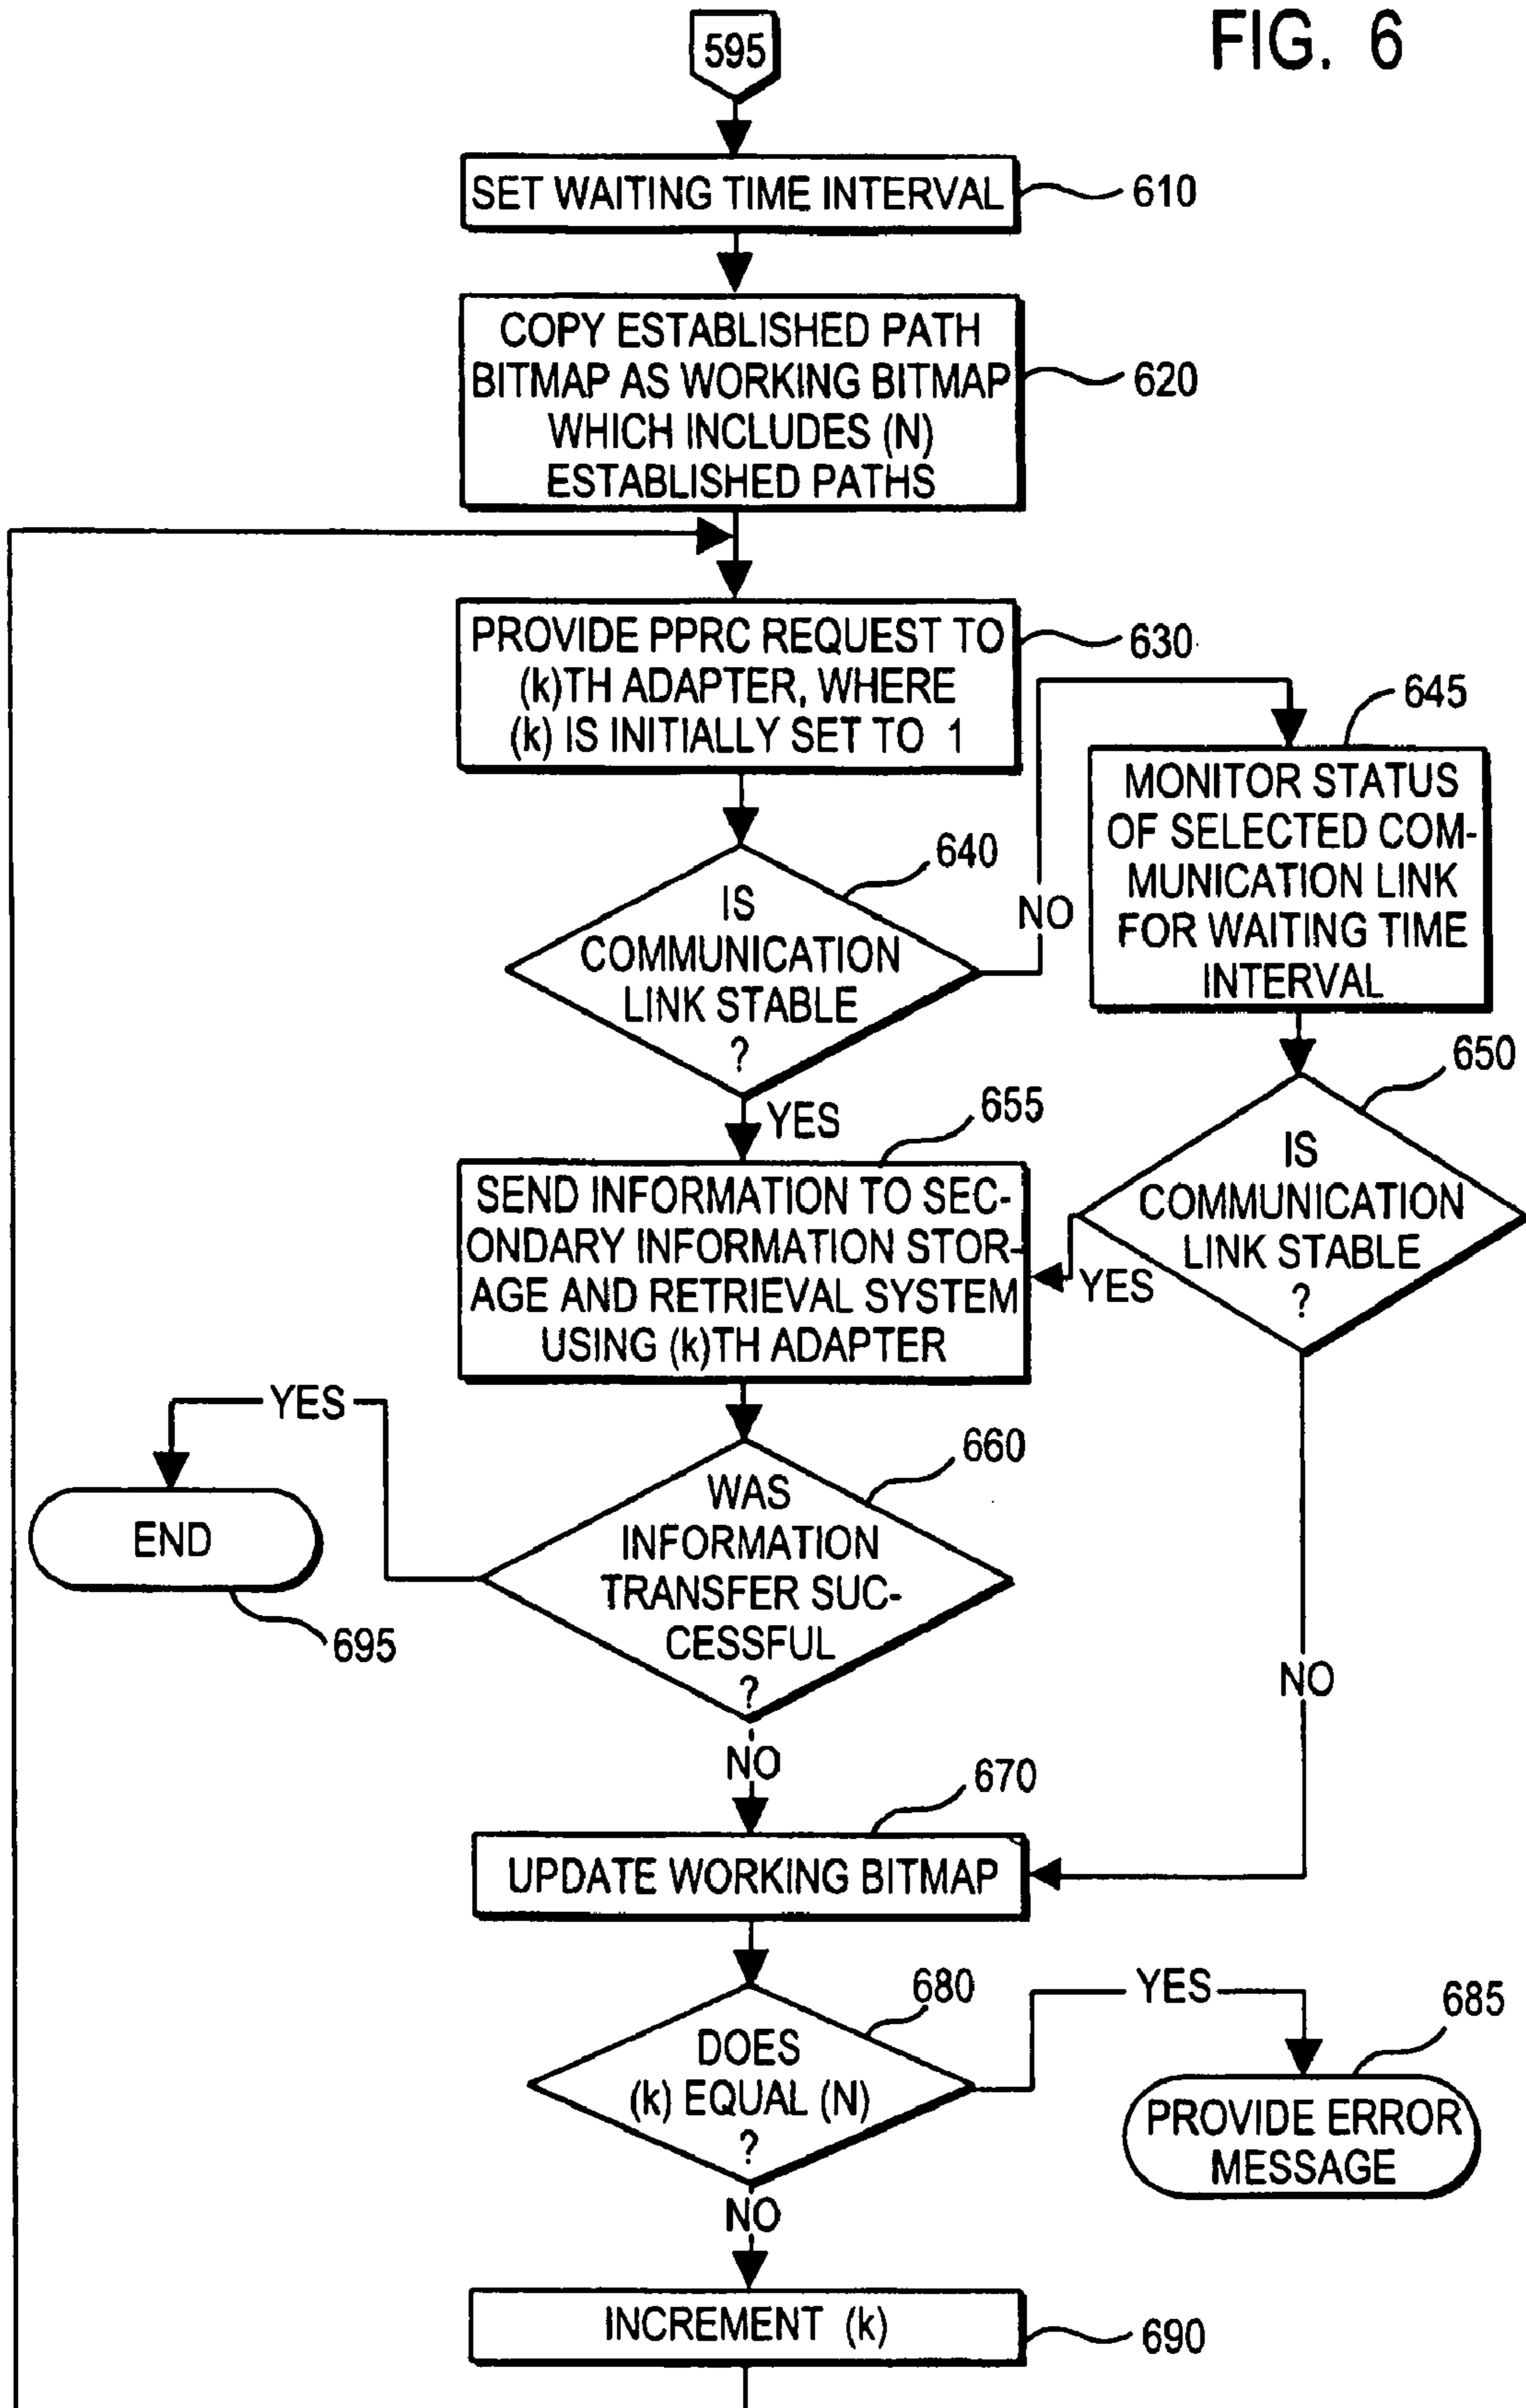 FIG. 6
595
SET WAITING TIME INTERVAL
610
COPY ESTABLISHED PATH
BITMAP AS WORKING BITMAP
WHICH INCLUDES (N)
ESTABLISHED PATHS
620
PROVIDE PPRC REQUEST TO
(k)TH ADAPTER, WHERE
(k) IS INITIALLY SET TO 1
630
645
MONITOR STATUS
OF SELECTED COM-
MUNICATION LINK
FOR WAITING TIME
INTERVAL
640
IS
COMMUNICATION
LINK STABLE
?
NO
YES
650
IS
COMMUNICATION
LINK STABLE
?
YES
NO
655
SEND INFORMATION TO SEC-
ONDARY INFORMATION STOR-
AGE AND RETRIEVAL SYSTEM
USING (k)TH ADAPTER
YES
END
695
660
WAS
INFORMATION
TRANSFER SUC-
CESSFUL
?
NO
670
UPDATE WORKING BITMAP
680
DOES
(k) EQUAL (N)
?
YES
685
PROVIDE ERROR
MESSAGE
NO
INCREMENT (k)
690